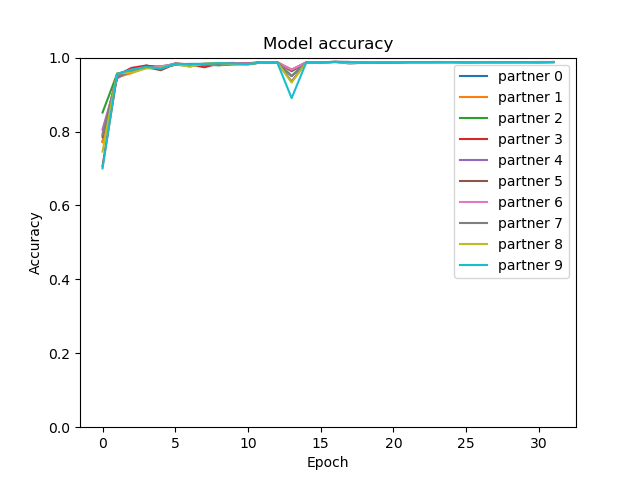 Model accuracy
1.0
0.8
0.6
0.4
0.2
0.0
Accuracy
0
5
10
15
20
25
30
Epoch
partner 0
partner 1
partner 2
partner 3
partner 4
partner 5
partner 6
partner 7
partner 8
partner 9